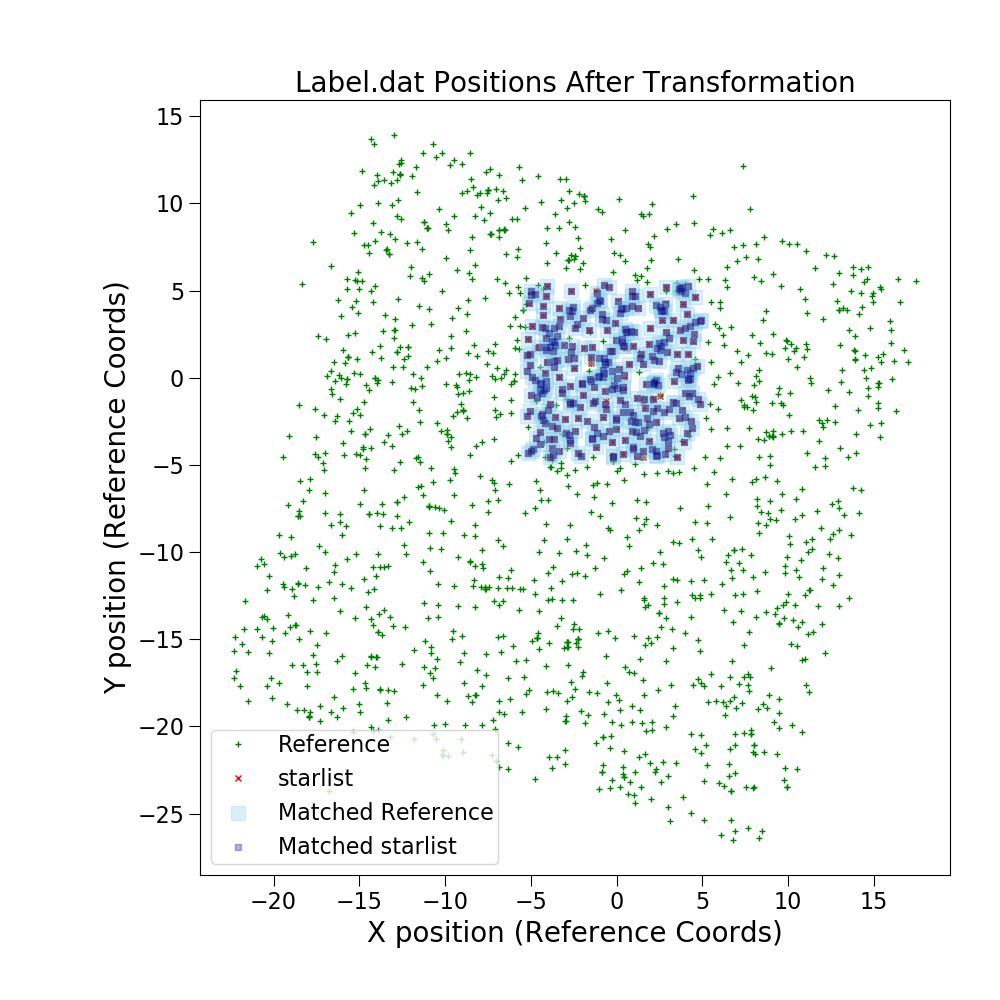 Label.dat Positions After Transformation
15
10
5
0
−5
−10
−15
−20
−25
Y position (Reference Coords)
Reference
starlist
Matched Reference
Matched starlist
−20 −15 −10 −5 0 5 10 15
X position (Reference Coords)